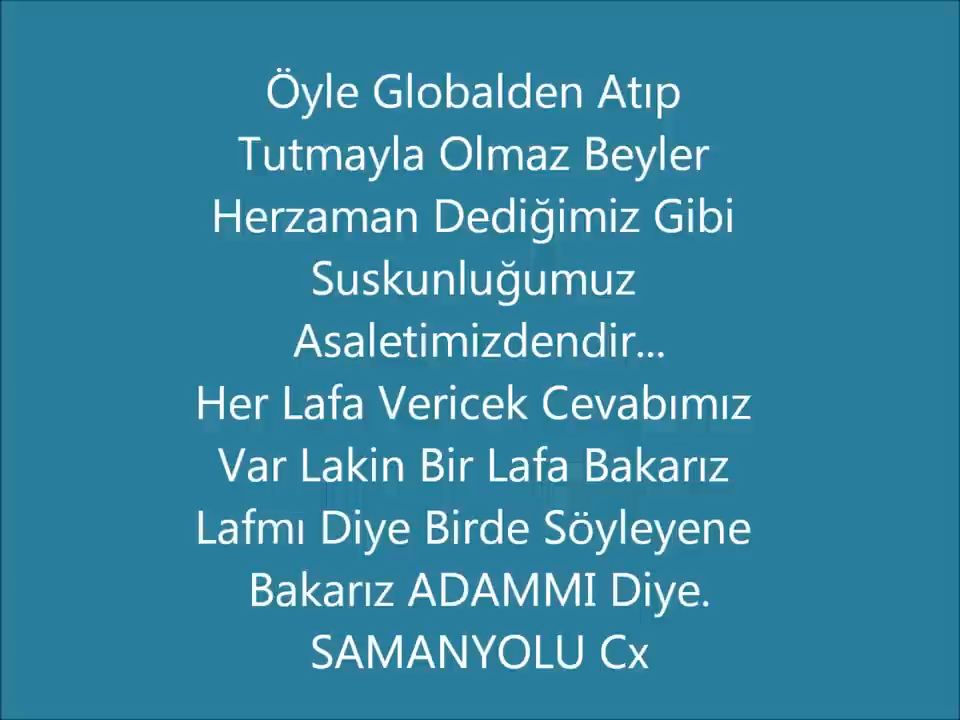 Öyle Globalden Atıp
Tutmayla Olmaz Beyler
Herzaman Dediğimiz Gibi
Suskunluğumuz
Asaletimizdendir...
Her Lafa Vericek Cevabımız
Var Lakin Bir Lafa Bakarız
Lafmı Diye Birde Söyleyene
Bakarız ADAMMI Diye.
SAMANYOLU Cx